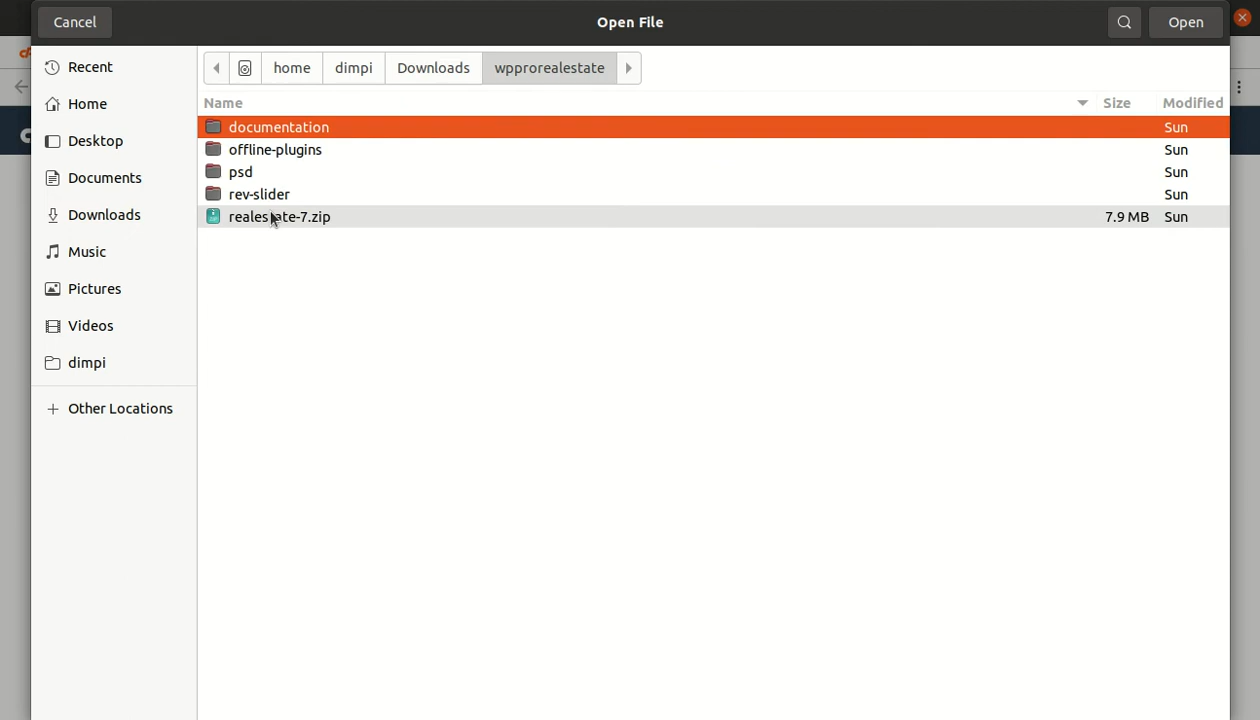 Cancel
Open File
Open
Recent
Home
Desktop
Documents
Downloads
Music
Pictures
Videos
dimpi
+ Other Locations
home
dimpi
Downloads
wpprorealestate
Name Size Modified
documentation Sun
offline-plugins Sun
psd Sun
rev-slider Sun
realestate-7.zip 7.9 MB Sun